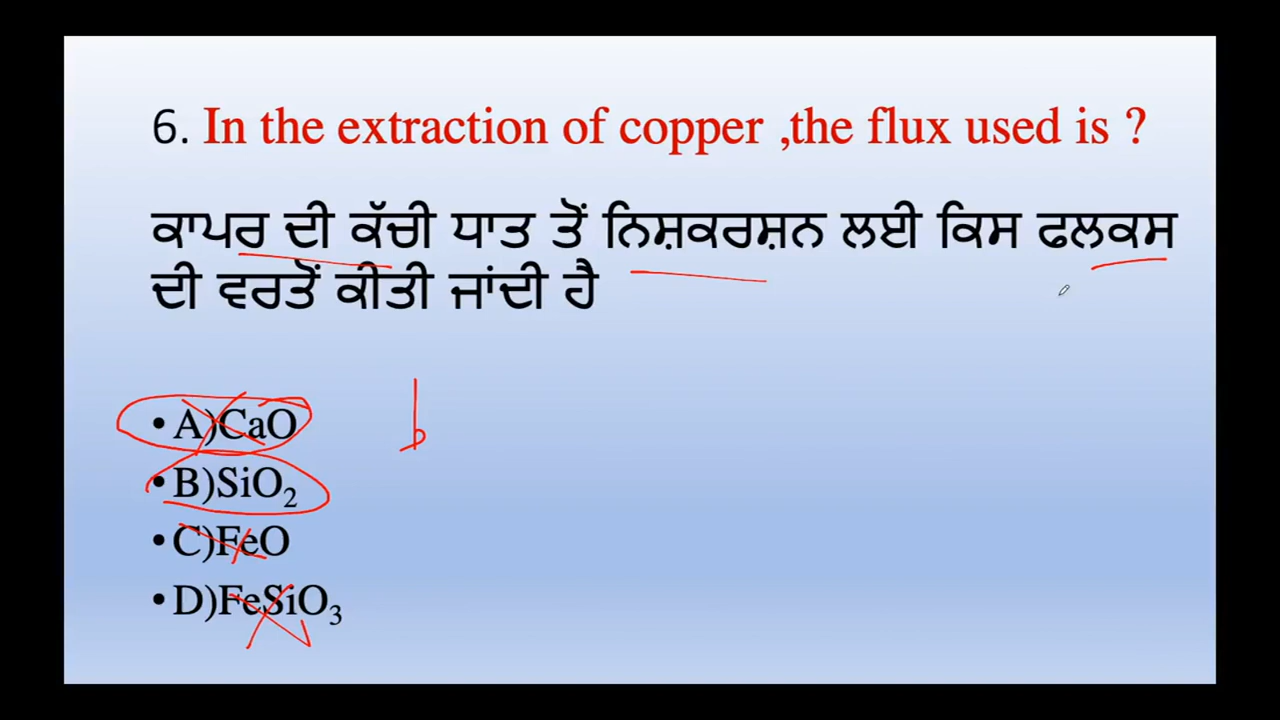 6. In the extraction of copper ,the flux used is ?
ਕਾਪਰ ਦੀ ਕੱਚੀ ਧਾਤ ਤੋਂ ਨਿਸ਼ਕਰਸ਼ਨ ਲਈ ਕਿਸ ਫਲਕਸ
ਦੀ ਵਰਤੋਂ ਕੀਤੀ ਜਾਂਦੀ ਹੈ
• A)CaO
• B)SiO₂
• C)FeO
• D)FeSiO₃